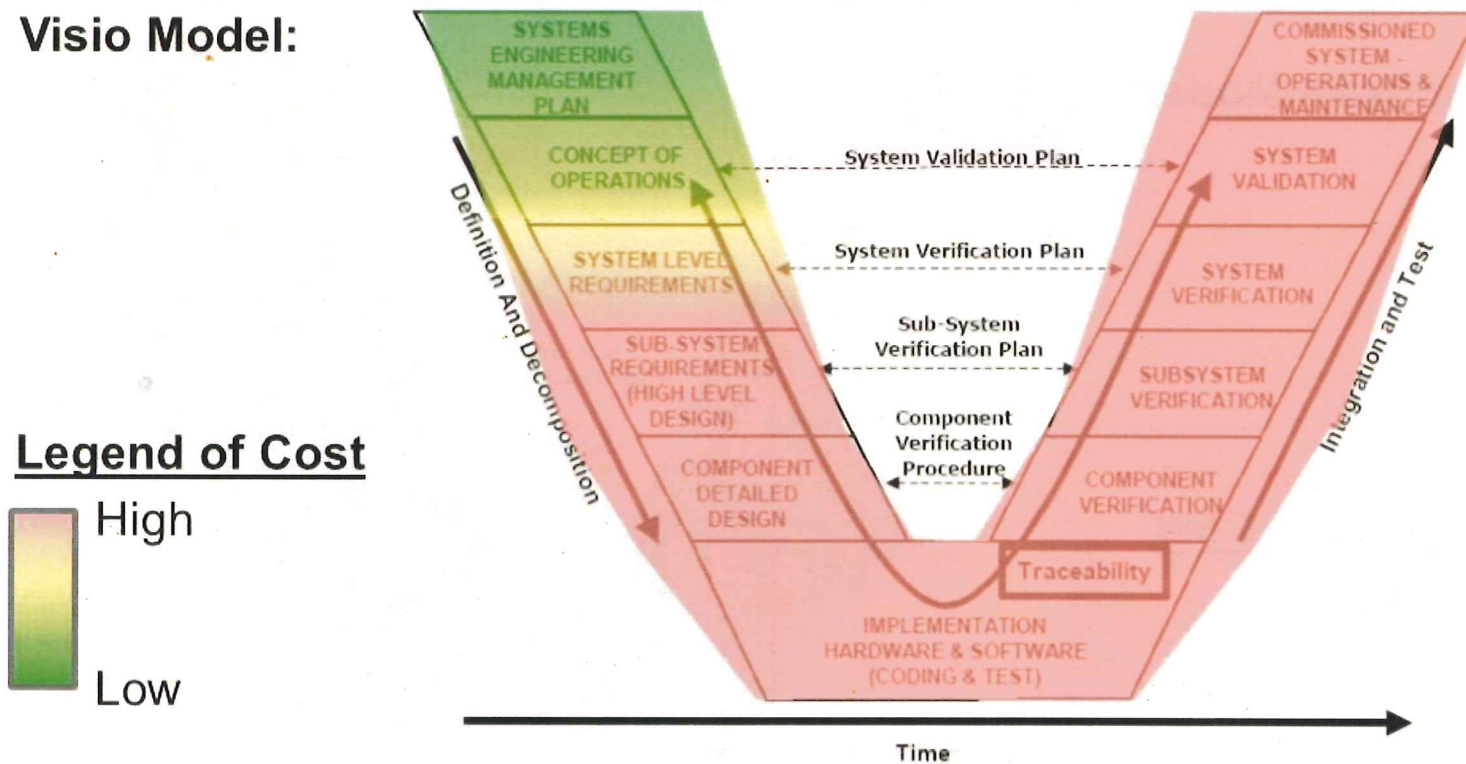 Visio Model:
SYSTEMS
ENGINEERING
MANAGEMENT
PLAN
CONCEPT OF
OPERATIONS
SYSTEM LEVEL
REQUIREMENTS
SUB-SYSTEM
REQUIREMENTS
(HIGH LEVEL
DESIGN)
COMPONENT
DETAILED
DESIGN
Definition And Decomposition
System Validation Plan
System Verification Plan
Sub-System
Verification Plan
Component
Verification
Procedure
COMMISSIONED
SYSTEM -
OPERATIONS &
MAINTENANCE
SYSTEM
VALIDATION
SYSTEM
VERIFICATION
SUBSYSTEM
VERIFICATION
COMPONENT
VERIFICATION
Integration and Test
Traceability
IMPLEMENTATION
HARDWARE & SOFTWARE
(CODING & TEST)
Time
Legend of Cost
High
Low